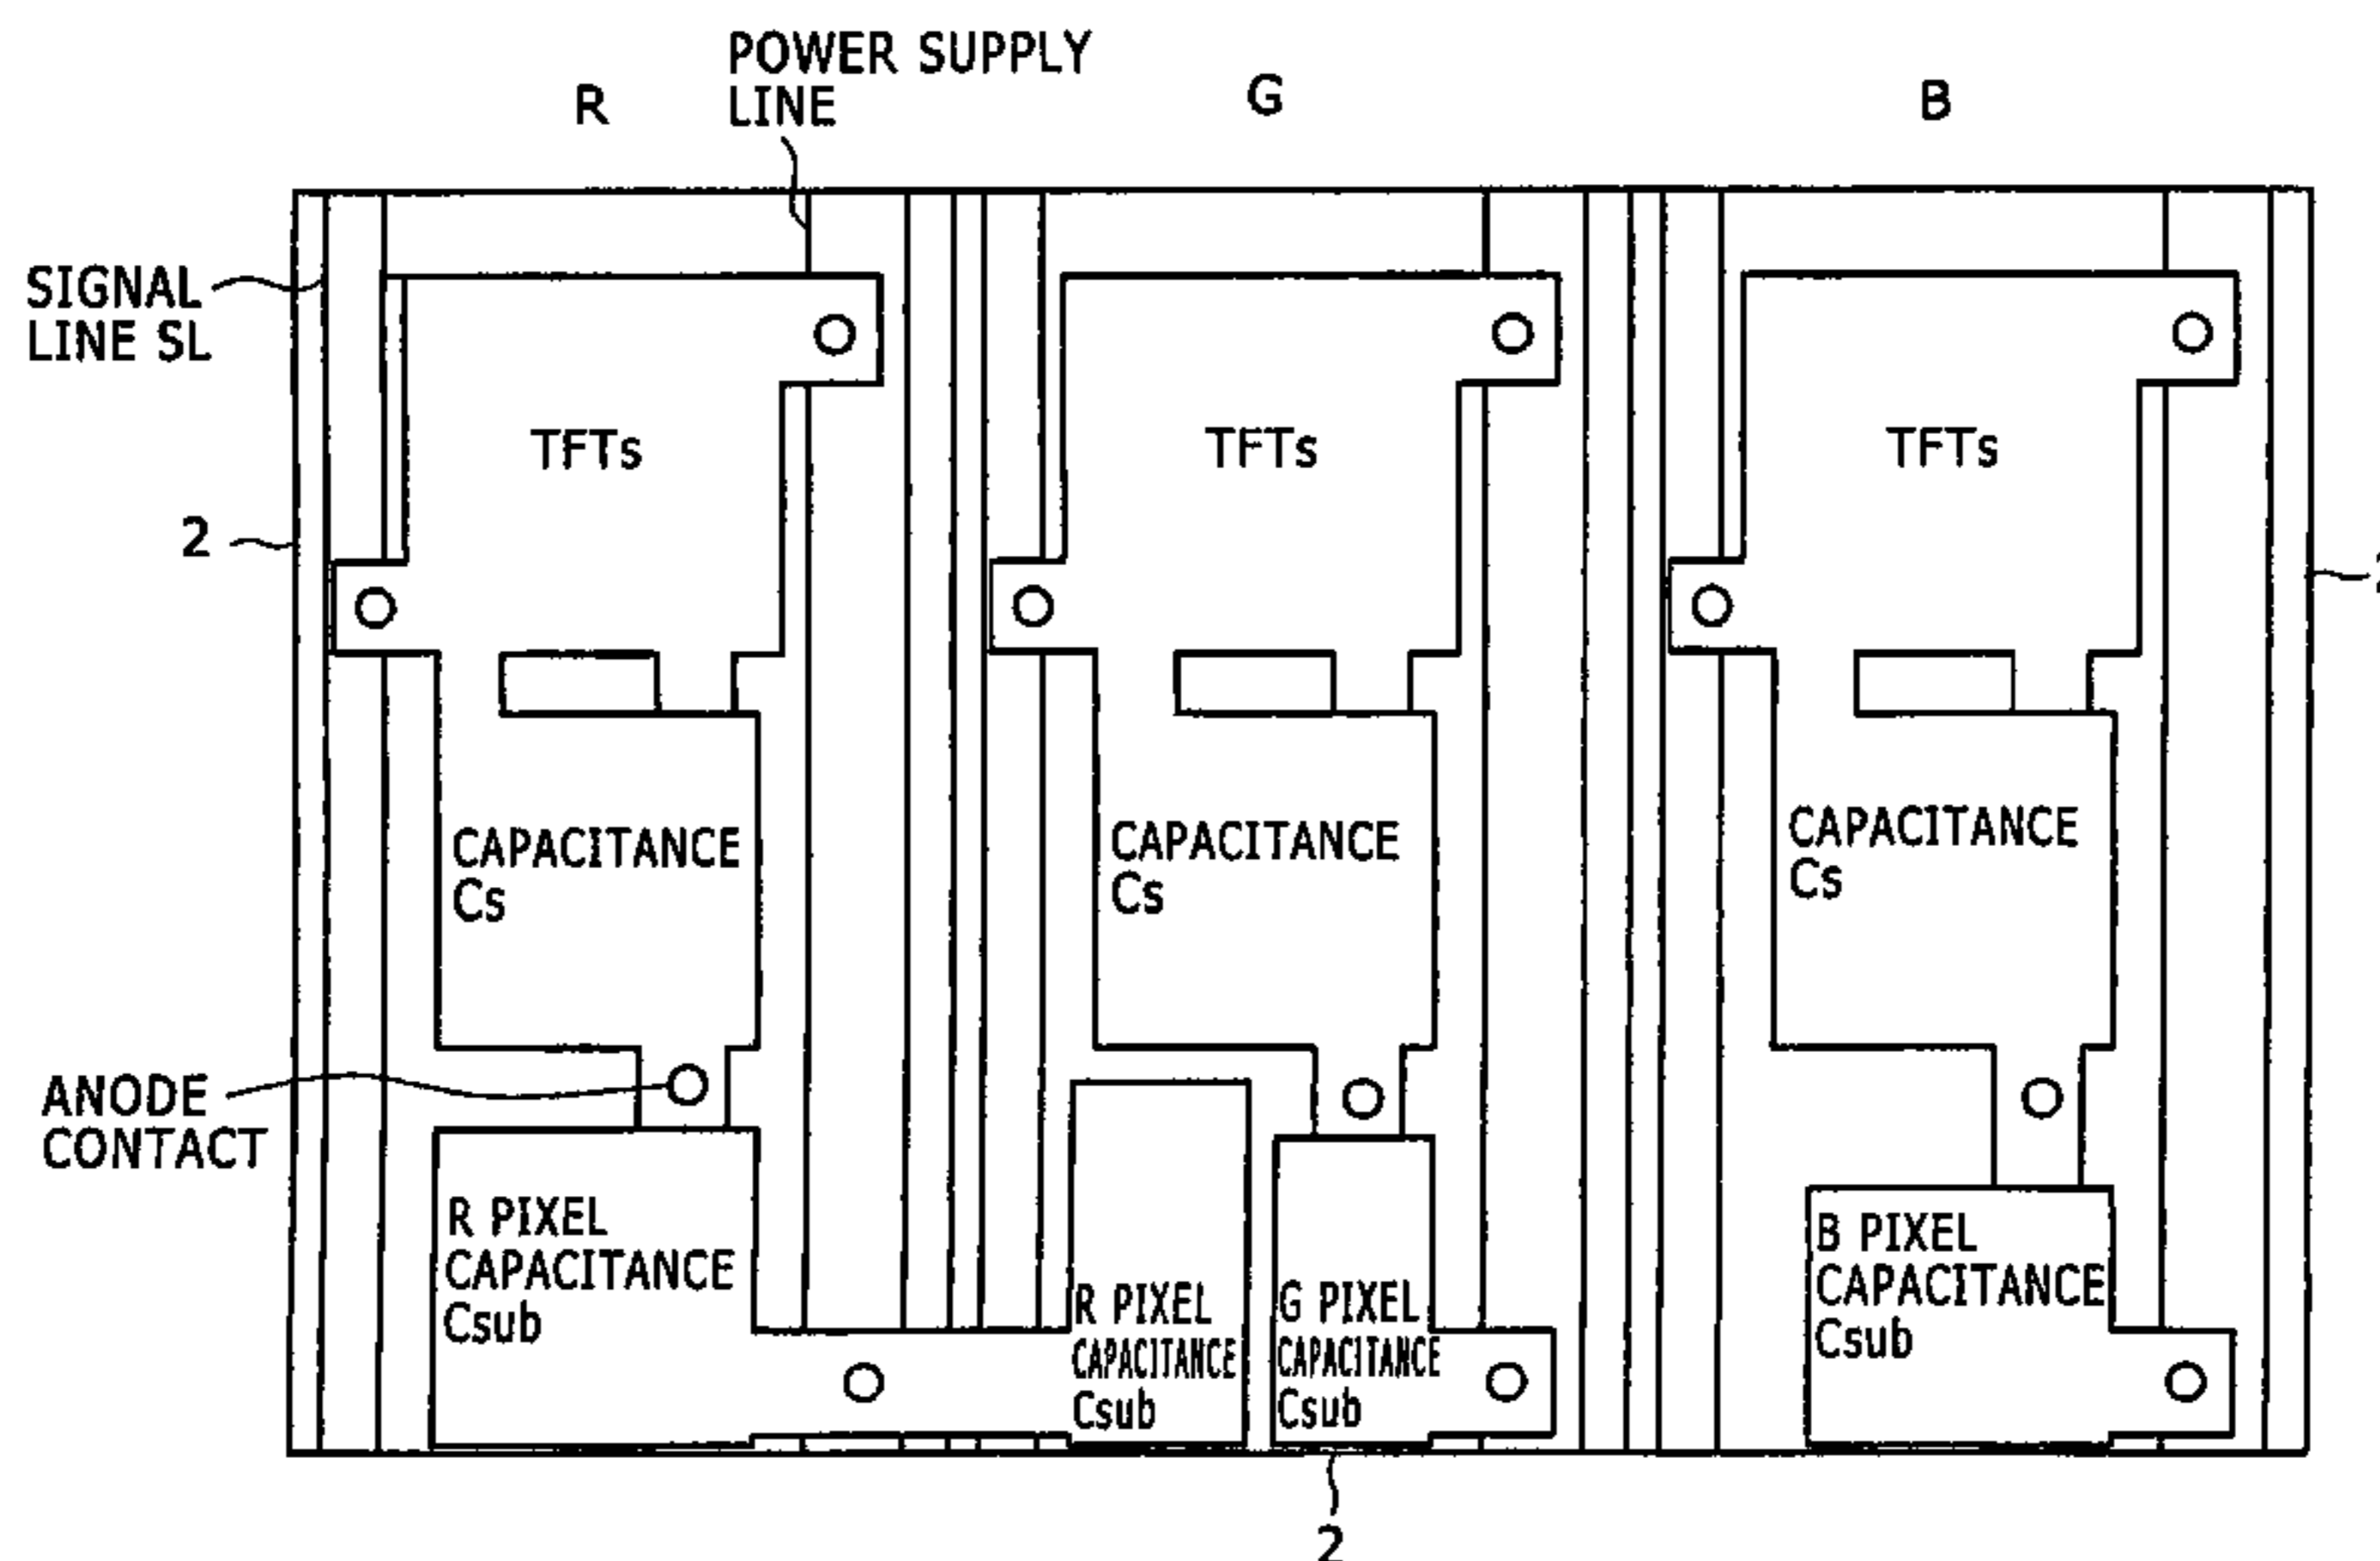 POWER SUPPLY
LINE
R
G
B
SIGNAL
LINE SL
TFTs
TFTs
TFTs
2
CAPACITANCE
Cs
CAPACITANCE
Cs
CAPACITANCE
Cs
ANODE
CONTACT
R PIXEL
CAPACITANCE
Csub
R PIXEL
CAPACITANCE
Csub
G PIXEL
CAPACITANCE
Csub
B PIXEL
CAPACITANCE
Csub
2